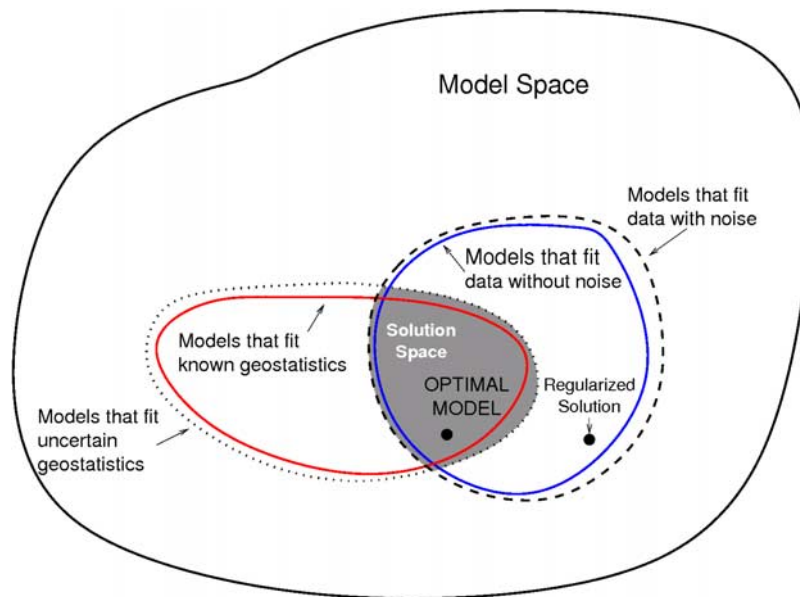 Model Space
Models that fit
data with noise
Models that fit
data without noise
Models that fit
known geostatistics
Solution
Space
OPTIMAL
MODEL
Regularized
Solution
Models that fit
uncertain
geostatistics